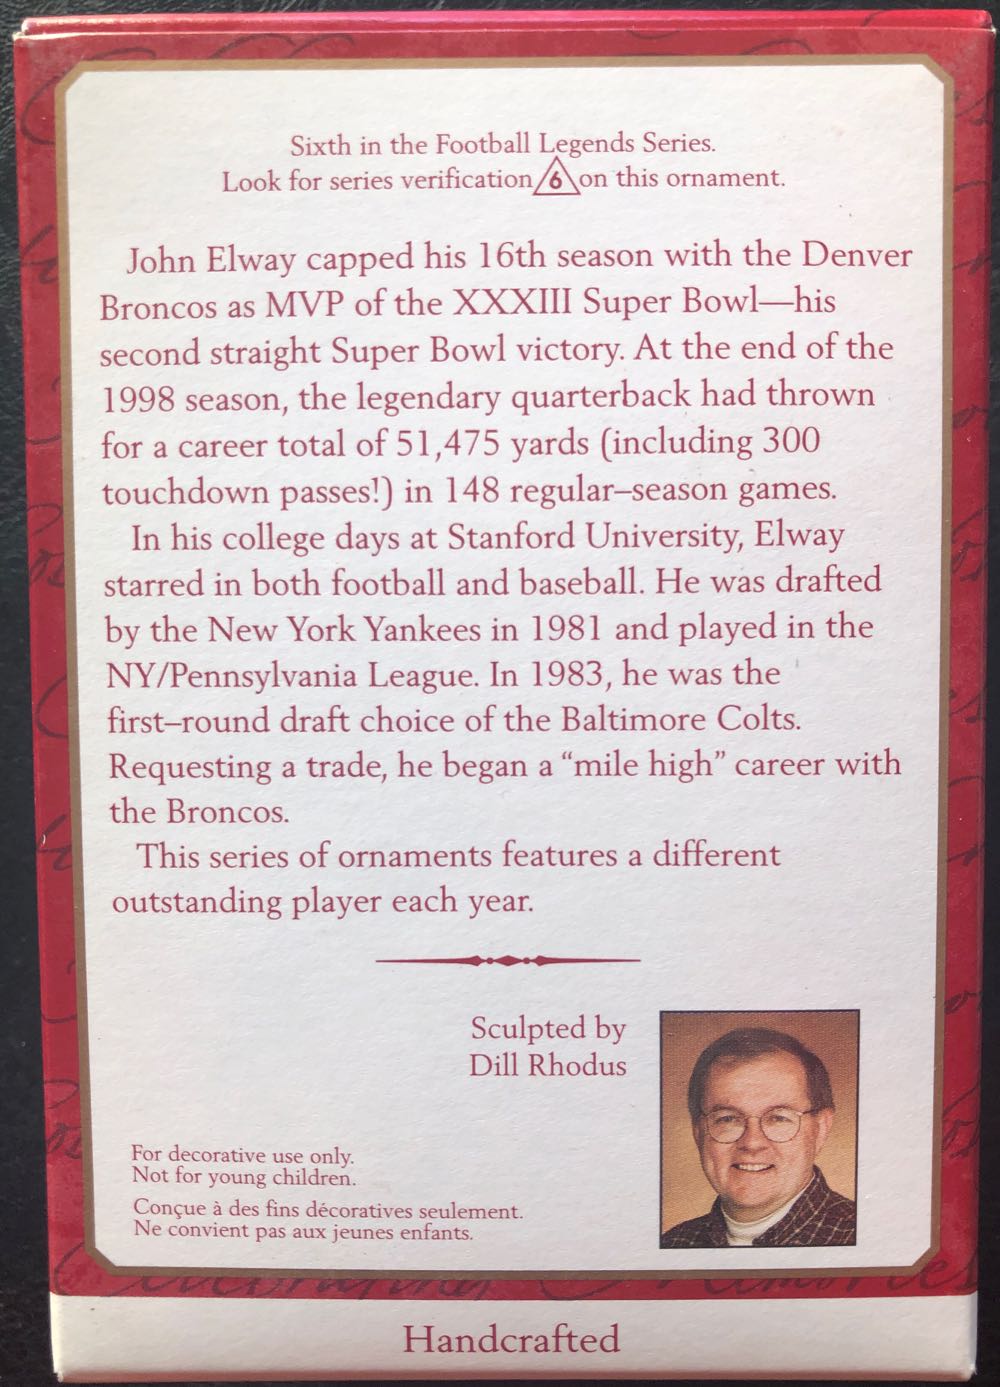 Sixth in the Football Legends Series.
Look for series verification 6 on this ornament.
John Elway capped his 16th season with the Denver
Broncos as MVP of the XXXIII Super Bowl—his
second straight Super Bowl victory. At the end of the
1998 season, the legendary quarterback had thrown
for a career total of 51,475 yards (including 300
touchdown passes!) in 148 regular–season games.
In his college days at Stanford University, Elway
starred in both football and baseball. He was drafted
by the New York Yankees in 1981 and played in the
NY/Pennsylvania League. In 1983, he was the
first–round draft choice of the Baltimore Colts.
Requesting a trade, he began a “mile high” career with
the Broncos.
This series of ornaments features a different
outstanding player each year.
Sculpted by
Dill Rhodus
For decorative use only.
Not for young children.
Conçue à des fins décoratives seulement.
Ne convient pas aux jeunes enfants.
Handcrafted